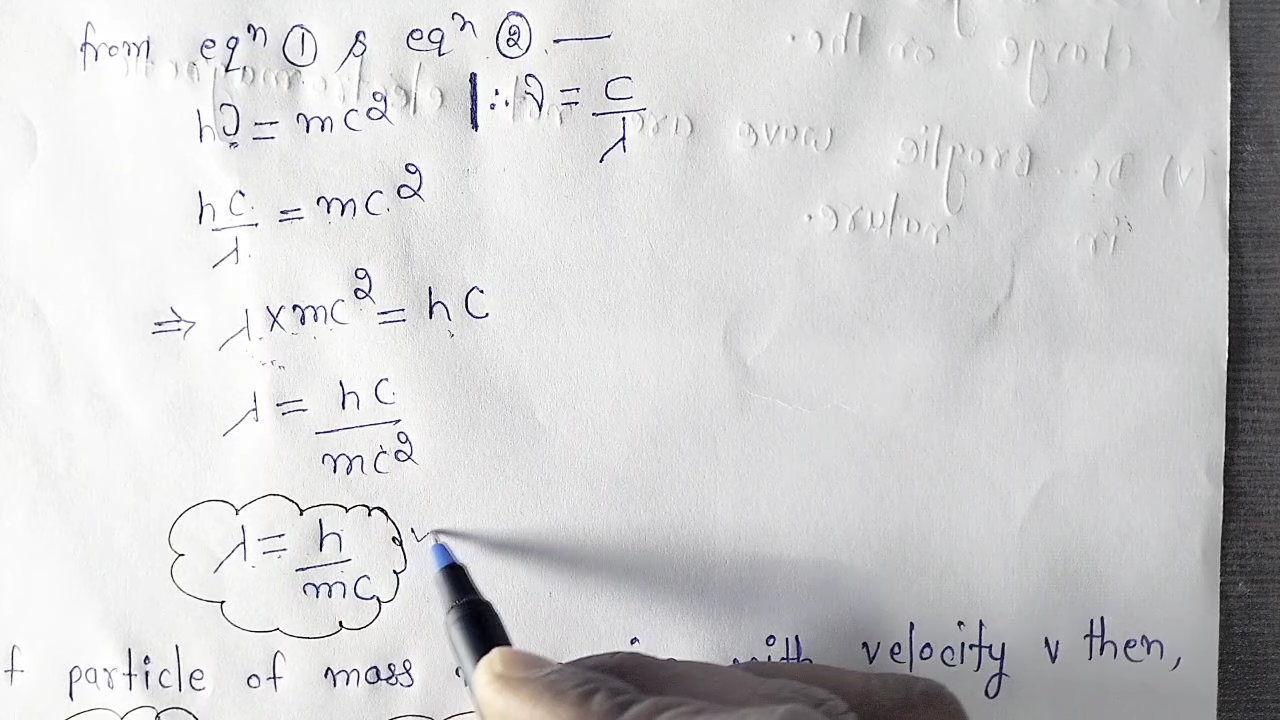 from eqⁿ ① & eqⁿ ② —
hν = mc² | ∴ ν = c/λ
hc/λ = mc²
⇒ λ × mc² = hc
λ = hc/mc²
λ = h/mc
particle of mass with velocity v then,